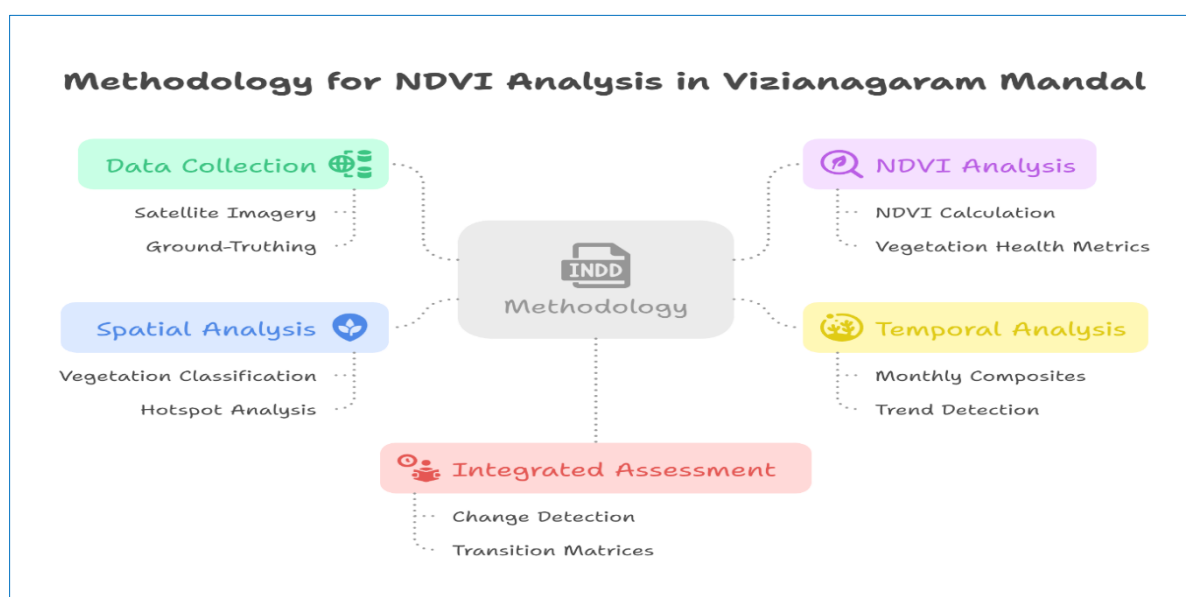 Methodology for NDVI Analysis in Vizianagaram Mandal
Data Collection
Satellite Imagery
Ground-Truthing
Spatial Analysis
Vegetation Classification
Hotspot Analysis
INDD
Methodology
NDVI Analysis
NDVI Calculation
Vegetation Health Metrics
Temporal Analysis
Monthly Composites
Trend Detection
Integrated Assessment
Change Detection
Transition Matrices